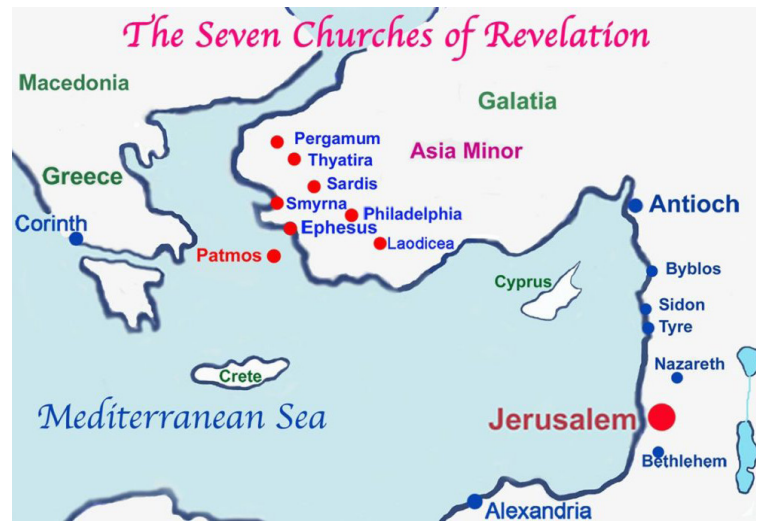 The Seven Churches of Revelation
Macedonia
Galatia
Pergamum
Asia Minor
Thyatira
Greece
Sardis
Smyrna
Antioch
Philadelphia
Corinth
Ephesus
Laodicea
Patmos
Byblos
Cyprus
Sidon
Tyre
Nazareth
Crete
Mediterranean Sea
Jerusalem
Bethlehem
Alexandria